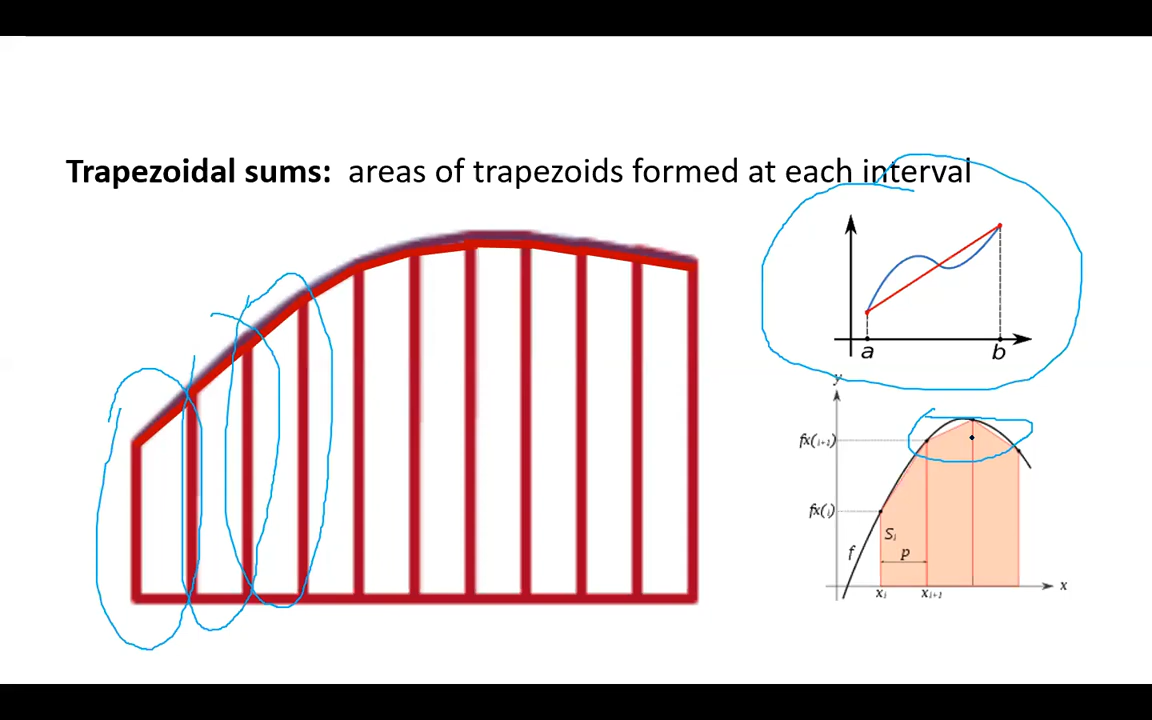 Trapezoidal sums: areas of trapezoids formed at each interval
a b
y
fx(i+1)
fx(i)
Si
f p
xi xi+1 x